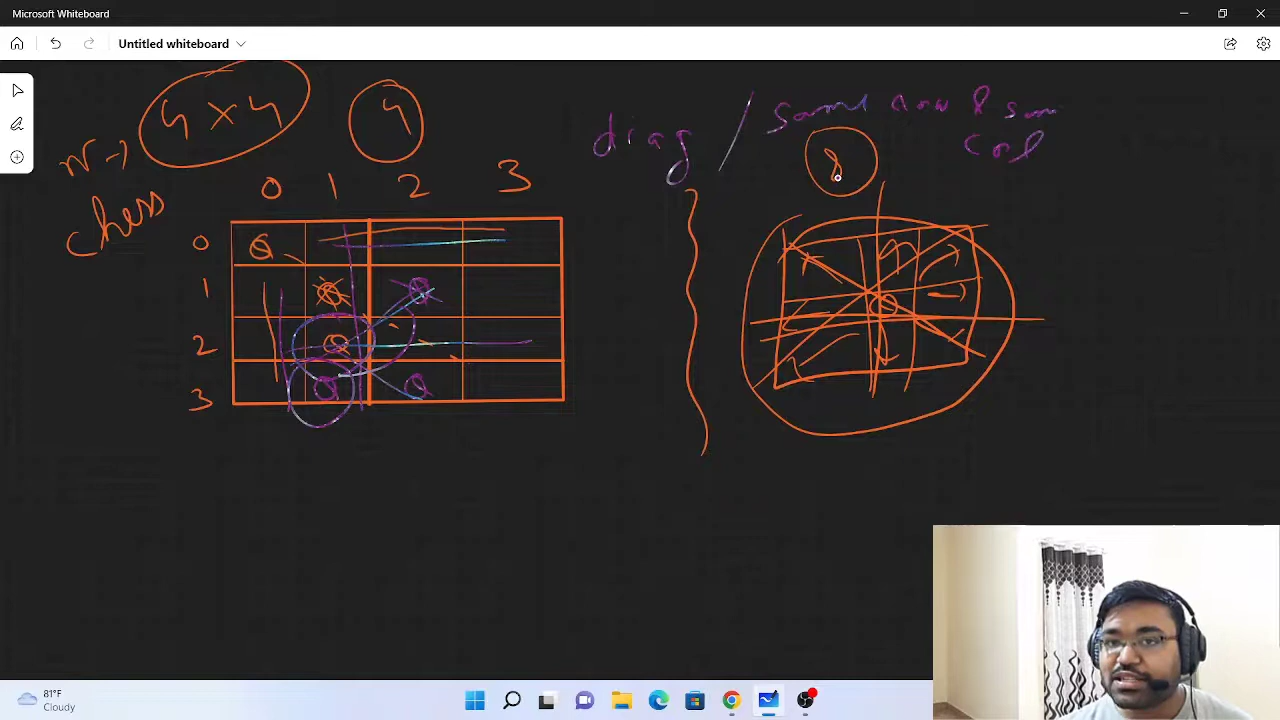 Microsoft Whiteboard
Untitled whiteboard
4 X 4
4
n →
chess
diag / same row & same
col
8
0 1 2 3
0 Q
1 Q Q
2 Q
3 Q Q
Q
81°F
Cloudy